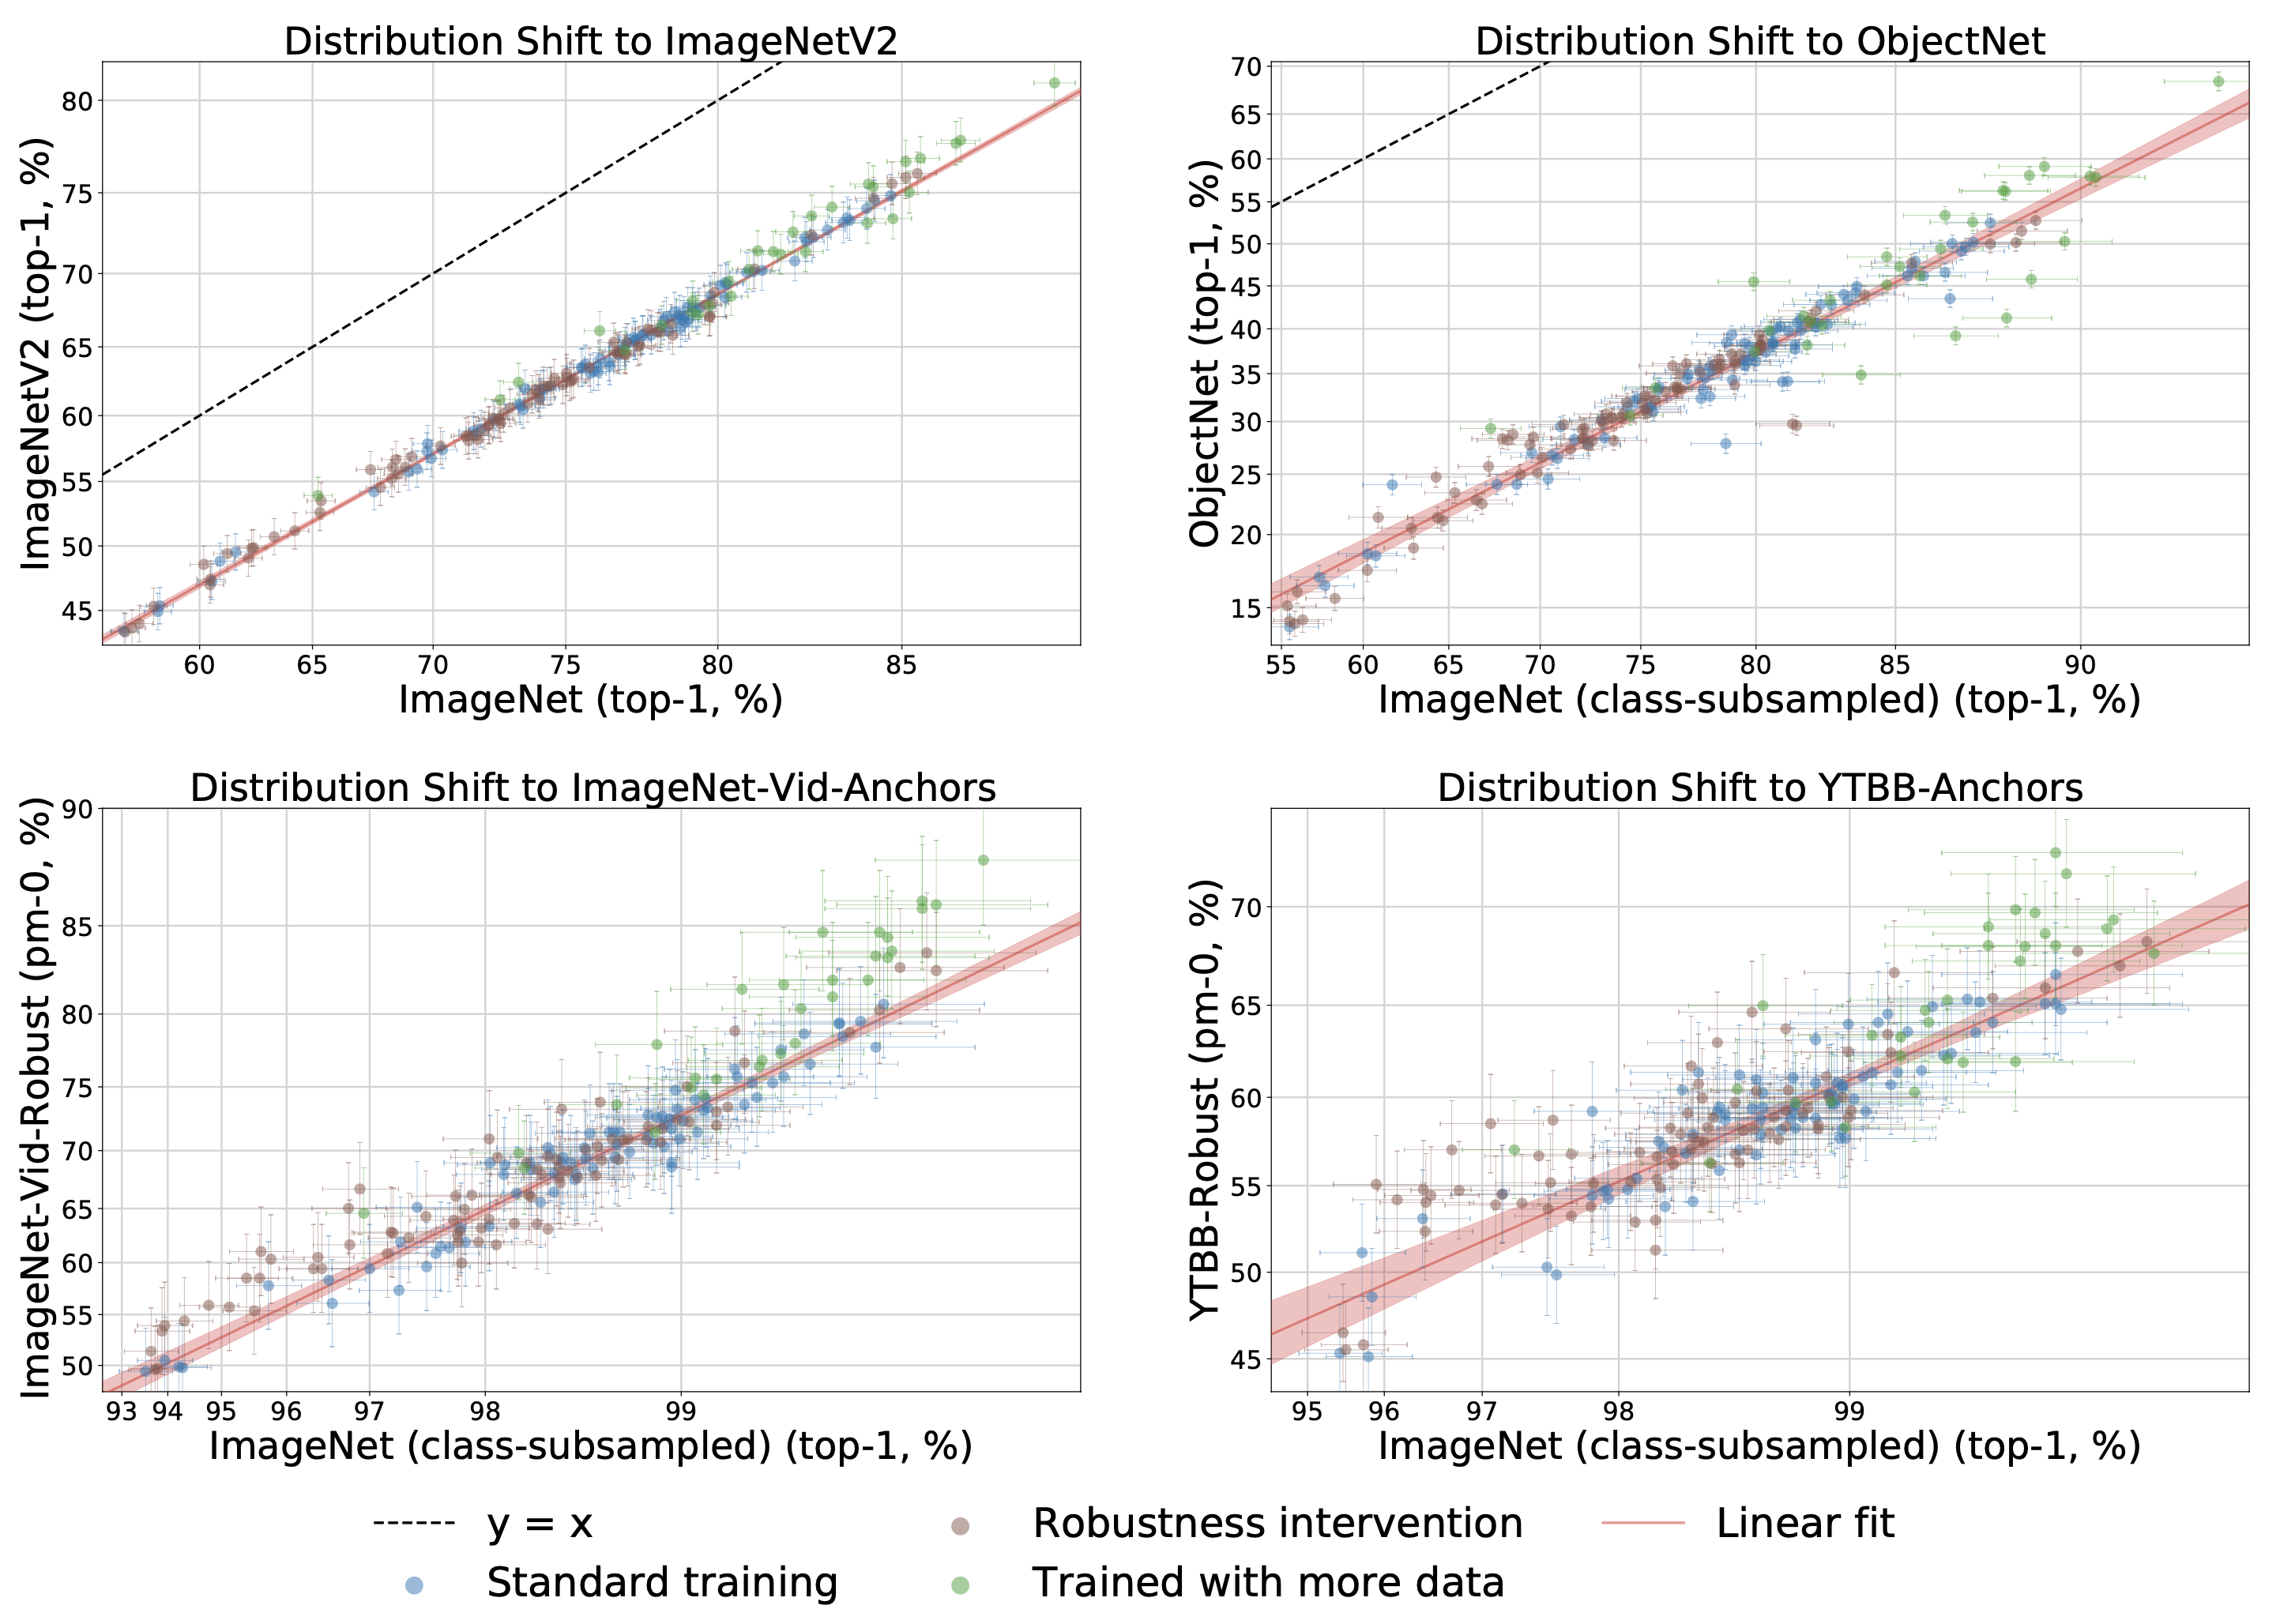 Distribution Shift to ImageNetV2
ImageNetV2 (top-1, %)
80
75
70
65
60
55
50
45
60 65 70 75 80 85
ImageNet (top-1, %)
Distribution Shift to ObjectNet
ObjectNet (top-1, %)
70
65
60
55
50
45
40
35
30
25
20
15
55 60 65 70 75 80 85 90
ImageNet (class-subsampled) (top-1, %)
Distribution Shift to ImageNet-Vid-Anchors
ImageNet-Vid-Robust (pm-0, %)
90
85
80
75
70
65
60
55
50
93 94 95 96 97 98 99
ImageNet (class-subsampled) (top-1, %)
Distribution Shift to YTBB-Anchors
YTBB-Robust (pm-0, %)
70
65
60
55
50
45
95 96 97 98 99
ImageNet (class-subsampled) (top-1, %)
y = x
Robustness intervention
Linear fit
Standard training
Trained with more data